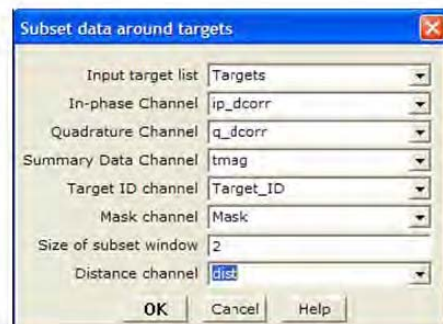 Subset data around targets
Input target list Targets
In-phase Channel ip_dcorr
Quadrature Channel q_dcorr
Summary Data Channel tmag
Target ID channel Target_ID
Mask channel Mask
Size of subset window 2
Distance channel dist
OK Cancel Help